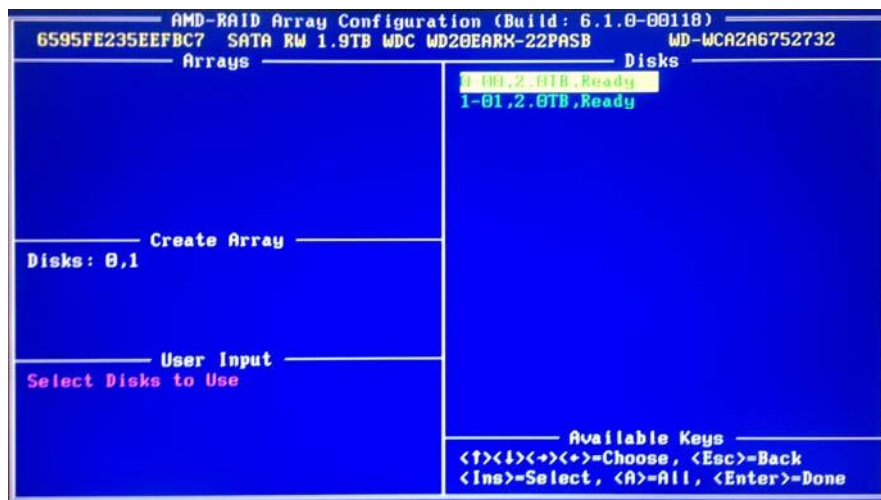 AMD-RAID Array Configuration (Build: 6.1.0-00118)
6595FE235EEFBC7 SATA RW 1.9TB WDC WD20EARX-22PASB WD-WCAZA6752732
Arrays
Disks
0-00,2.0TB,Ready
1-01,2.0TB,Ready
Create Array
Disks: 0,1
User Input
Select Disks to Use
Available Keys
<↑><↓><→><←>=Choose, <Esc>=Back
<Ins>=Select, <A>=All, <Enter>=Done